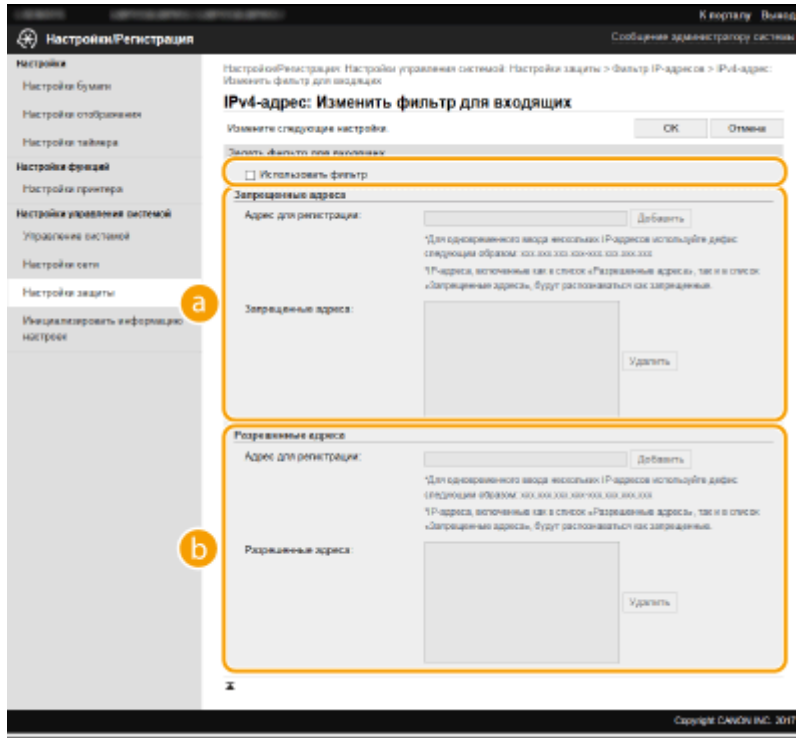 К порталу Выход
Настройки/Регистрация
Сообщение администратору системы
Настройки
Настройки бумаги
Настройки отображения
Настройки таймера
Настройки функций
Настройки принтера
Настройки управления системой
Управление системой
Настройки сети
Настройки защиты
Инициализировать информацию
настроек
Настройки/Регистрация: Настройки управления системой: Настройки защиты > Фильтр IP-адресов > IPv4-адрес:
Изменить фильтр для входящих
IPv4-адрес: Изменить фильтр для входящих
Измените следующие настройки.
OK Отмена
Задать фильтр для входящих
Использовать фильтр
a
Запрещенные адреса
Адрес для регистрации:
Добавить
*Для одновременного ввода нескольких IP-адресов используйте дефис
следующим образом: xxx.xxx.xxx.xxx-xxx.xxx.xxx.xxx
*IP-адреса, включенные как в список «Разрешенные адреса», так и в список
«Запрещенные адреса», будут распознаваться как запрещенные.
Запрещенные адреса:
Удалить
b
Разрешенные адреса
Адрес для регистрации:
Добавить
*Для одновременного ввода нескольких IP-адресов используйте дефис
следующим образом: xxx.xxx.xxx.xxx-xxx.xxx.xxx.xxx
*IP-адреса, включенные как в список «Разрешенные адреса», так и в список
«Запрещенные адреса», будут распознаваться как запрещенные.
Разрешенные адреса:
Удалить
Copyright CANON INC. 2017